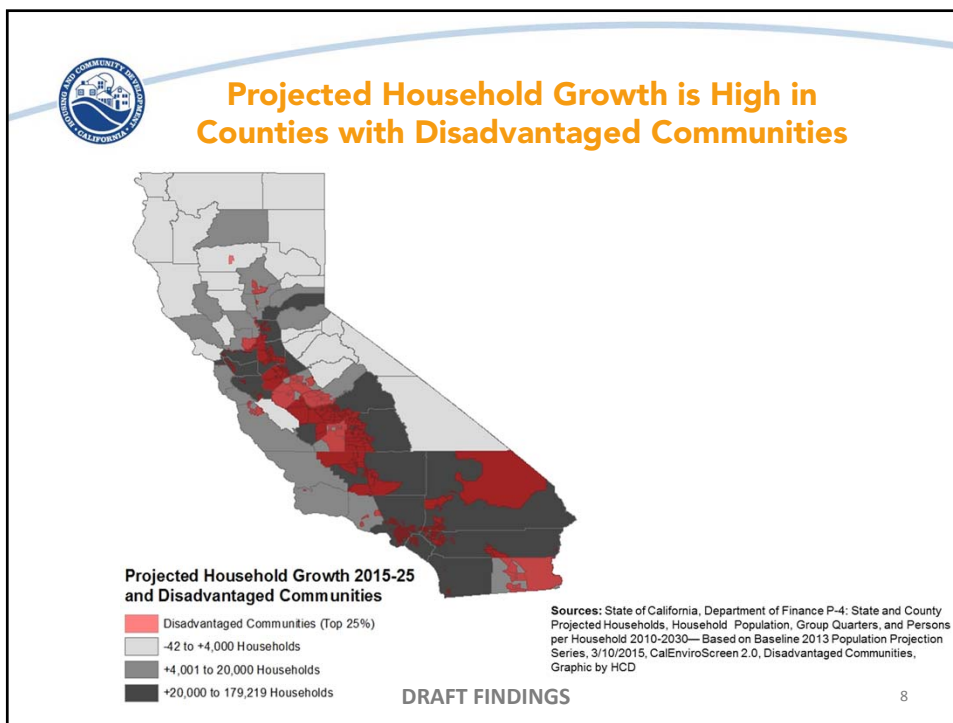 HOUSING AND COMMUNITY DEVELOPMENT
· CALIFORNIA ·
Projected Household Growth is High in
Counties with Disadvantaged Communities
Projected Household Growth 2015-25
and Disadvantaged Communities
Disadvantaged Communities (Top 25%)
-42 to +4,000 Households
+4,001 to 20,000 Households
+20,000 to 179,219 Households
Sources: State of California, Department of Finance P-4: State and County
Projected Households, Household Population, Group Quarters, and Persons
per Household 2010-2030— Based on Baseline 2013 Population Projection
Series, 3/10/2015, CalEnviroScreen 2.0, Disadvantaged Communities,
Graphic by HCD
DRAFT FINDINGS
8